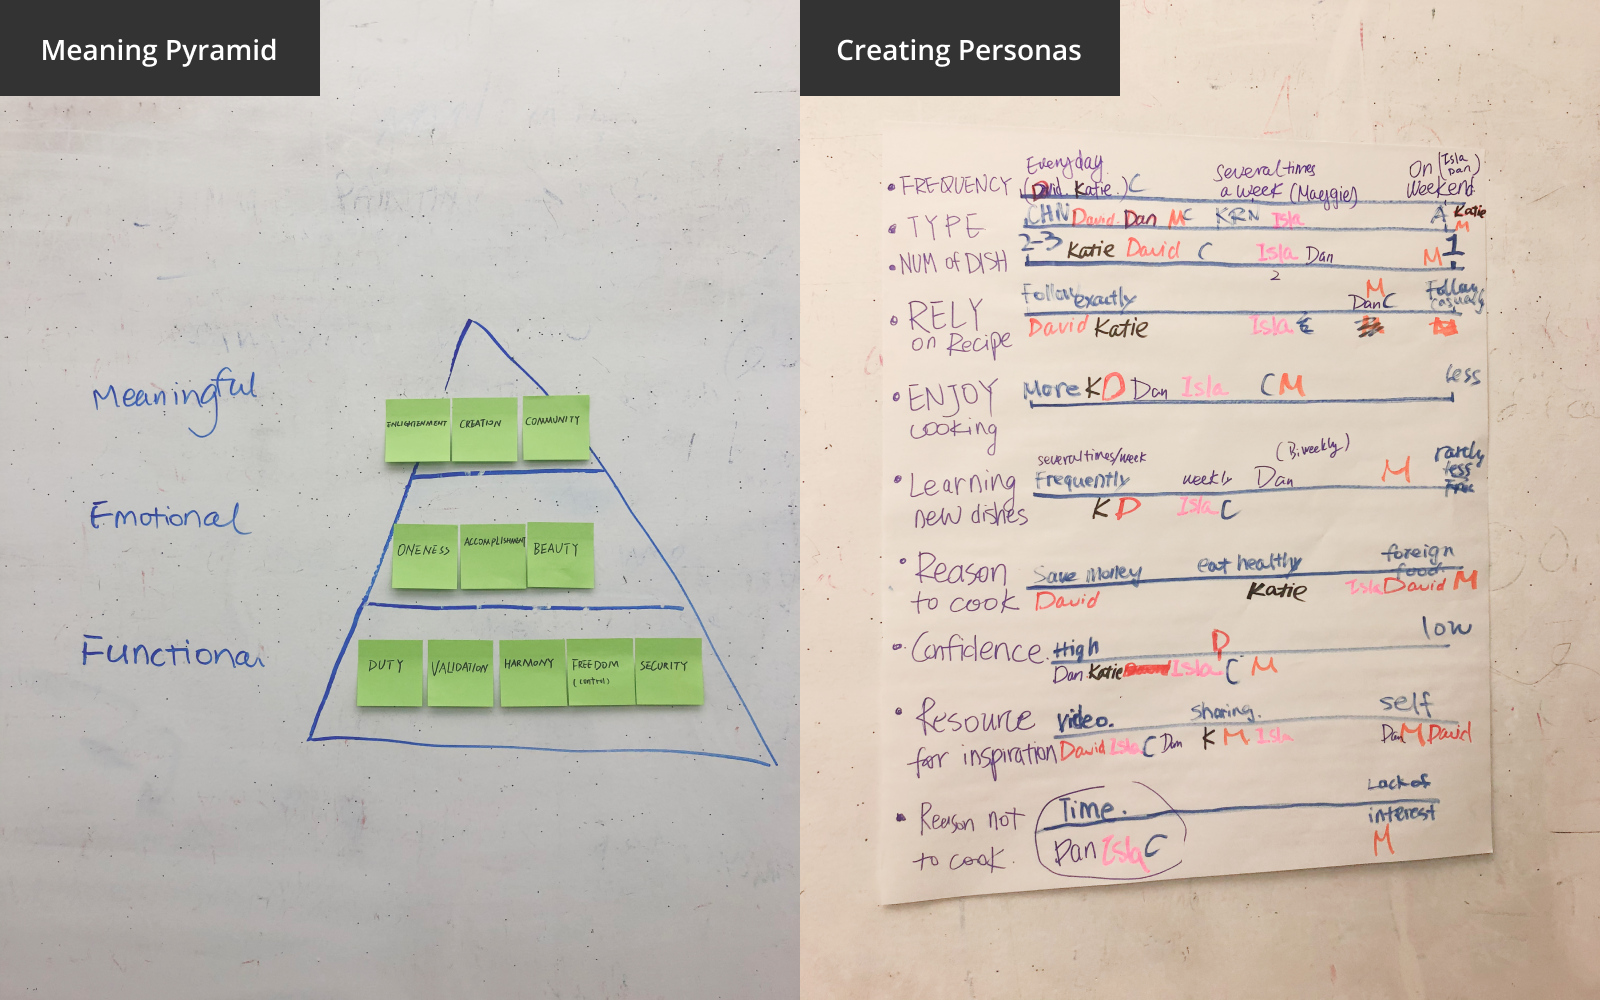 Meaning Pyramid
Meaningful
ENLIGHTENMENT
CREATION
COMMUNITY
Emotional
ONENESS
ACCOMPLISHMENT
BEAUTY
Functional
DUTY
VALIDATION
HARMONY
FREEDOM
(control)
SECURITY
Creating Personas
Everyday
several times
On (Isla
Dan)
• FREQUENCY (David Katie) C
a week (Maggie)
Weekend
• TYPE CHN David Dan M C KRN Isla A Katie
M
• NUM of DISH 2-3 Katie David C Isla Dan M 1
2
• RELY
on Recipe
Follow exactly
M
Dan C
Follow
casually
David Katie Isla
• ENJOY
cooking
More K D Dan Isla C M less
• Learning
new dishes
several times/week
Frequently
weekly
(Biweekly)
Dan
M
rarely
less
K D Isla C
• Reason
to cook
Save Money eat healthy foreign
food
David Katie Isla David M
• Confidence High D low
Dan Katie Isla C M
• Resource
for inspiration
video. sharing. self
David Isla C Dan K M Isla Dan M David
• Reason not
to cook.
Time.
Lack of
interest
Dan Isla C M